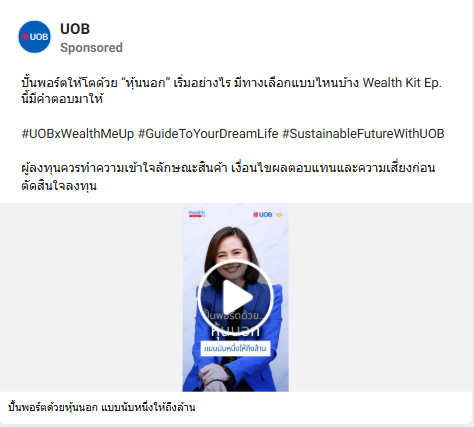 UOB
UOB
Sponsored
ปั้นพอร์ตให้โตด้วย “หุ้นนอก” เริ่มอย่างไร มีทางเลือกแบบไหนบ้าง Wealth Kit Ep.
นี้มีคำตอบมาให้
#UOBxWealthMeUp #GuideToYourDreamLife #SustainableFutureWithUOB
ผู้ลงทุนควรทำความเข้าใจลักษณะสินค้า เงื่อนไขผลตอบแทนและความเสี่ยงก่อน
ตัดสินใจลงทุน
Wealth
UOB
ปั้นพอร์ตด้วย...
หุ้นนอก
แบบนับหนึ่งให้ถึงล้าน
ปั้นพอร์ตด้วยหุ้นนอก แบบนับหนึ่งให้ถึงล้าน